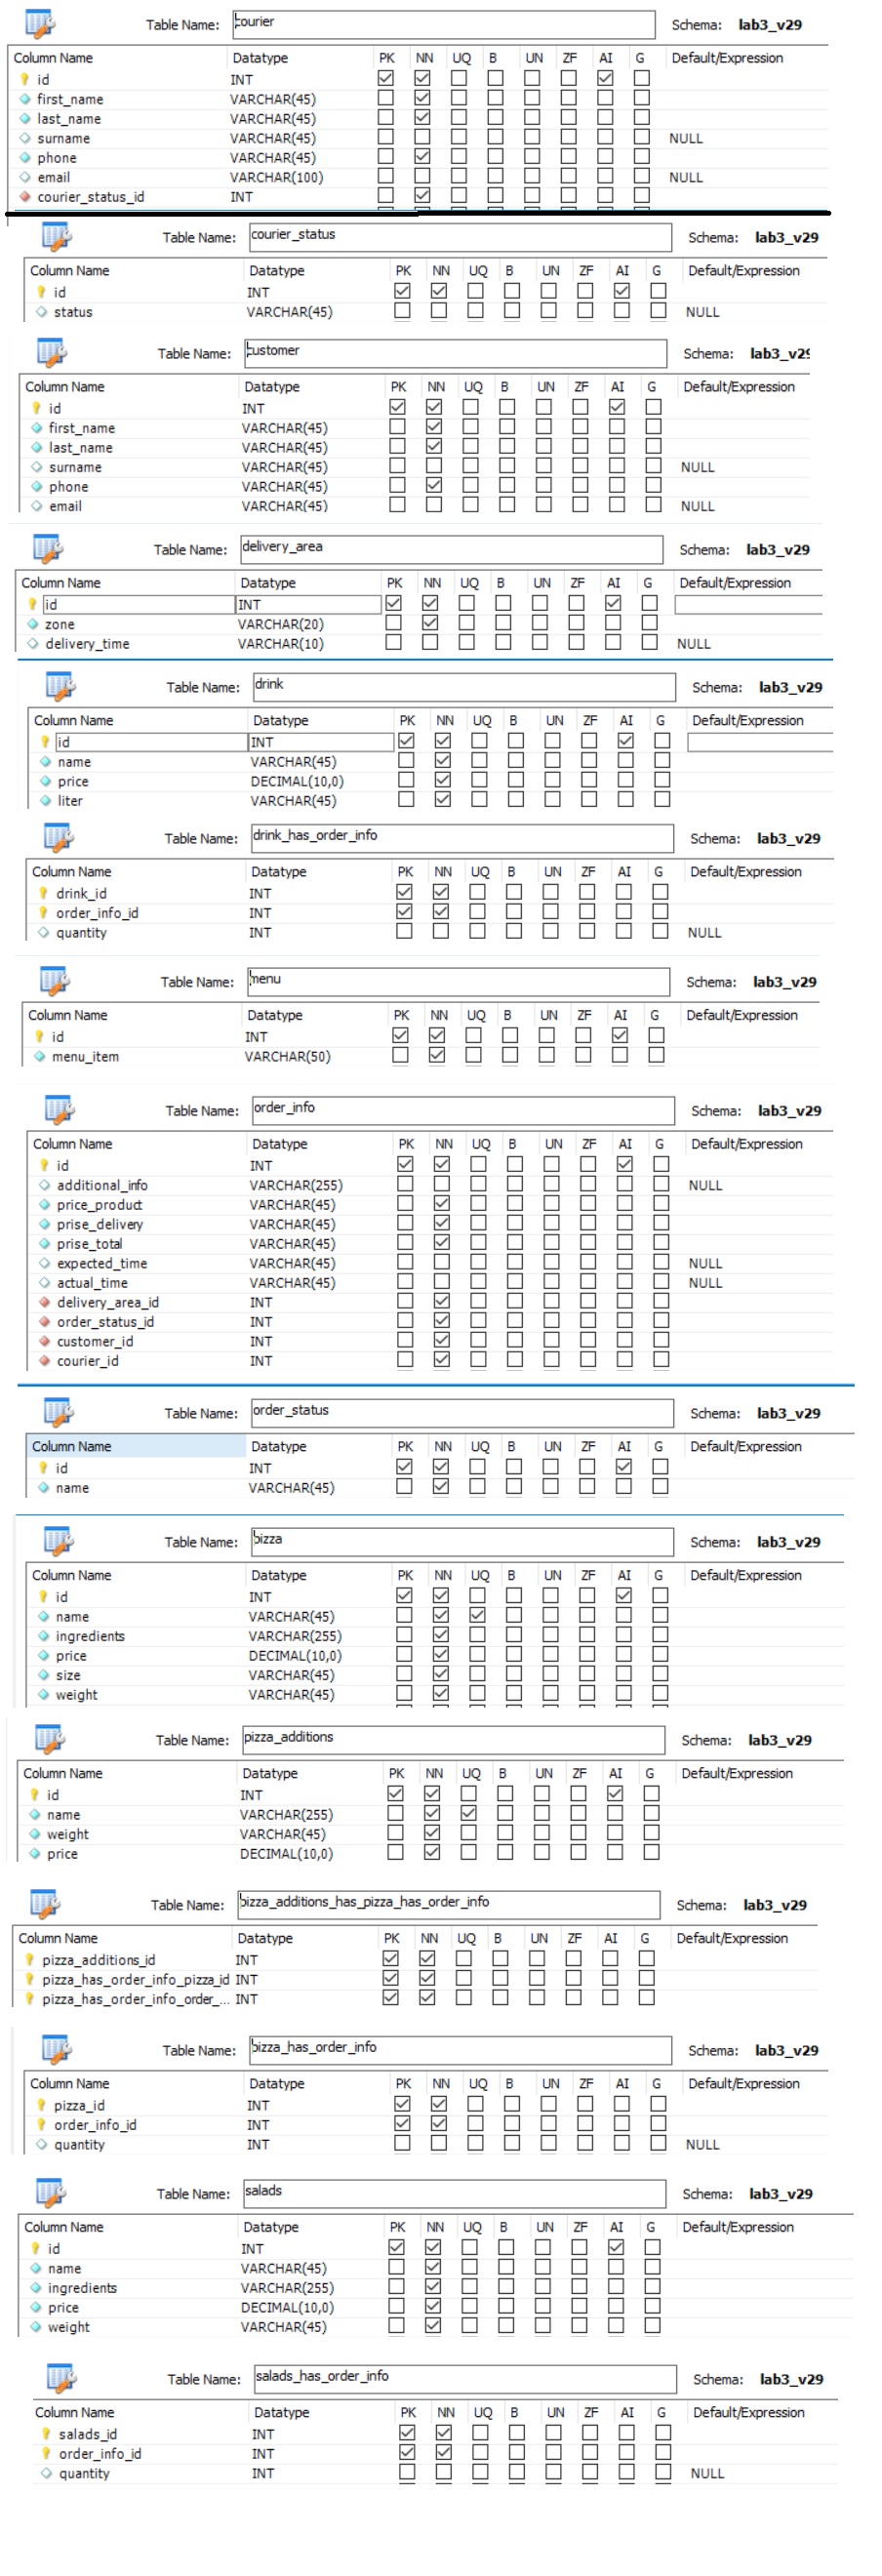 Table Name: courier Schema: lab3_v29
Column Name Datatype PK NN UQ B UN ZF AI G Default/Expression
id INT
first_name VARCHAR(45)
last_name VARCHAR(45)
surname VARCHAR(45) NULL
phone VARCHAR(45)
email VARCHAR(100) NULL
courier_status_id INT
Table Name: courier_status Schema: lab3_v29
Column Name Datatype PK NN UQ B UN ZF AI G Default/Expression
id INT
status VARCHAR(45) NULL
Table Name: customer Schema: lab3_v29
Column Name Datatype PK NN UQ B UN ZF AI G Default/Expression
id INT
first_name VARCHAR(45)
last_name VARCHAR(45)
surname VARCHAR(45) NULL
phone VARCHAR(45)
email VARCHAR(45) NULL
Table Name: delivery_area Schema: lab3_v29
Column Name Datatype PK NN UQ B UN ZF AI G Default/Expression
id INT
zone VARCHAR(20)
delivery_time VARCHAR(10) NULL
Table Name: drink Schema: lab3_v29
Column Name Datatype PK NN UQ B UN ZF AI G Default/Expression
id INT
name VARCHAR(45)
price DECIMAL(10,0)
liter VARCHAR(45)
Table Name: drink_has_order_info Schema: lab3_v29
Column Name Datatype PK NN UQ B UN ZF AI G Default/Expression
drink_id INT
order_info_id INT
quantity INT NULL
Table Name: menu Schema: lab3_v29
Column Name Datatype PK NN UQ B UN ZF AI G Default/Expression
id INT
menu_item VARCHAR(50)
Table Name: order_info Schema: lab3_v29
Column Name Datatype PK NN UQ B UN ZF AI G Default/Expression
id INT
additional_info VARCHAR(255) NULL
price_product VARCHAR(45)
prise_delivery VARCHAR(45)
prise_total VARCHAR(45)
expected_time VARCHAR(45) NULL
actual_time VARCHAR(45) NULL
delivery_area_id INT
order_status_id INT
customer_id INT
courier_id INT
Table Name: order_status Schema: lab3_v29
Column Name Datatype PK NN UQ B UN ZF AI G Default/Expression
id INT
name VARCHAR(45)
Table Name: pizza Schema: lab3_v29
Column Name Datatype PK NN UQ B UN ZF AI G Default/Expression
id INT
name VARCHAR(45)
ingredients VARCHAR(255)
price DECIMAL(10,0)
size VARCHAR(45)
weight VARCHAR(45)
Table Name: pizza_additions Schema: lab3_v29
Column Name Datatype PK NN UQ B UN ZF AI G Default/Expression
id INT
name VARCHAR(255)
weight VARCHAR(45)
price DECIMAL(10,0)
Table Name: pizza_additions_has_pizza_has_order_info Schema: lab3_v29
Column Name Datatype PK NN UQ B UN ZF AI G Default/Expression
pizza_additions_id INT
pizza_has_order_info_pizza_id INT
pizza_has_order_info_order_... INT
Table Name: pizza_has_order_info Schema: lab3_v29
Column Name Datatype PK NN UQ B UN ZF AI G Default/Expression
pizza_id INT
order_info_id INT
quantity INT NULL
Table Name: salads Schema: lab3_v29
Column Name Datatype PK NN UQ B UN ZF AI G Default/Expression
id INT
name VARCHAR(45)
ingredients VARCHAR(255)
price DECIMAL(10,0)
weight VARCHAR(45)
Table Name: salads_has_order_info Schema: lab3_v29
Column Name Datatype PK NN UQ B UN ZF AI G Default/Expression
salads_id INT
order_info_id INT
quantity INT NULL